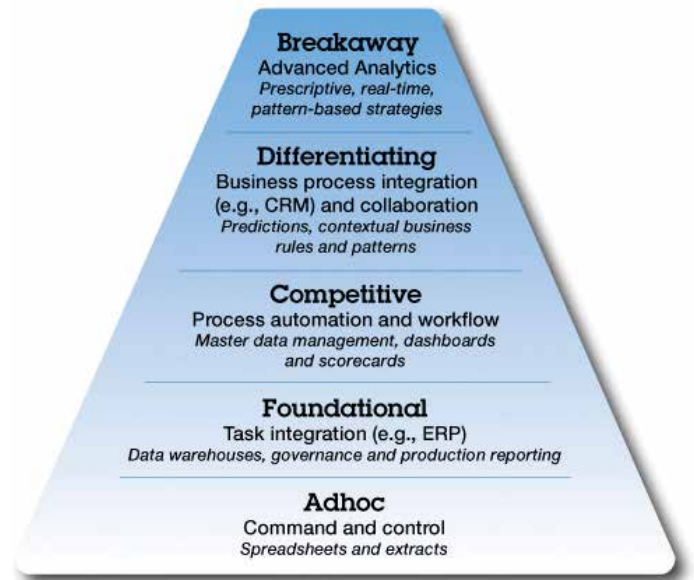 Breakaway
Advanced Analytics
Prescriptive, real-time,
pattern-based strategies
Differentiating
Business process integration
(e.g., CRM) and collaboration
Predictions, contextual business
rules and patterns
Competitive
Process automation and workflow
Master data management, dashboards
and scorecards
Foundational
Task integration (e.g., ERP)
Data warehouses, governance and production reporting
Adhoc
Command and control
Spreadsheets and extracts